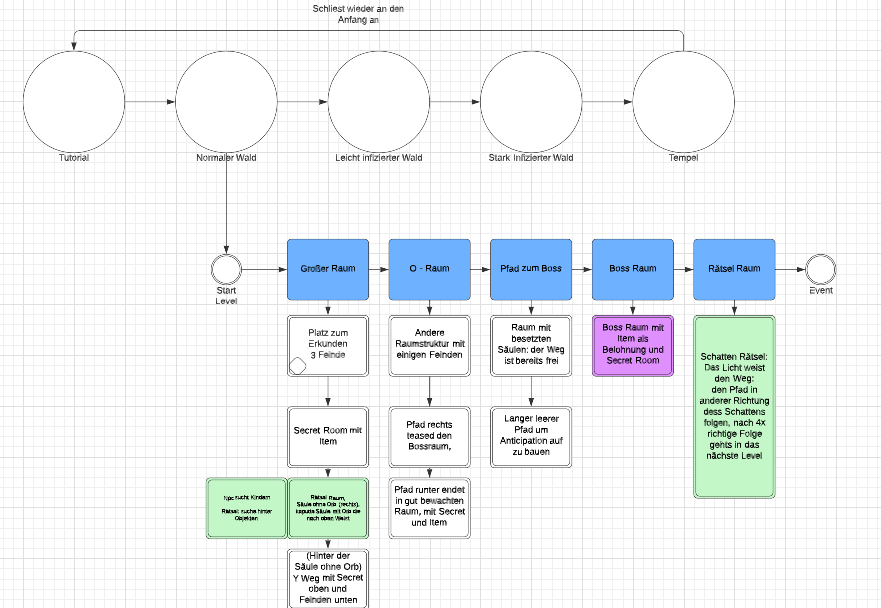 Schliest wieder an den
Anfang an
Tutorial
Normaler Wald
Leicht infizierter Wald
Stark Infizierter Wald
Tempel
Start
Level
Großer Raum
O - Raum
Pfad zum Boss
Boss Raum
Rätsel Raum
Event
Platz zum
Erkunden
3 Feinde
Andere
Raumstruktur mit
einigen Feinden
Raum mit
besetzten
Säulen: der Weg
ist bereits frei
Boss Raum mit
Item als
Belohnung und
Secret Room
Schatten Rätsel:
Das Licht weist
den Weg:
den Pfad in
anderer Richtung
dess Schattens
folgen, nach 4x
richtige Folge
gehts in das
nächste Level
Secret Room mit
Item
Pfad rechts
teased den
Bossraum,
Langer leerer
Pfad um
Anticipation auf
zu bauen
Npc sucht Kindern
Rätsel: suche hinter
Objekten
Rätsel Raum,
Säule ohne Orb (rechts),
kaputte Säule mit Orb die
nach oben Weist
Pfad runter endet
in gut bewachten
Raum, mit Secret
und Item
(Hinter der
Säule ohne Orb)
Y Weg mit Secret
oben und
Feinden unten